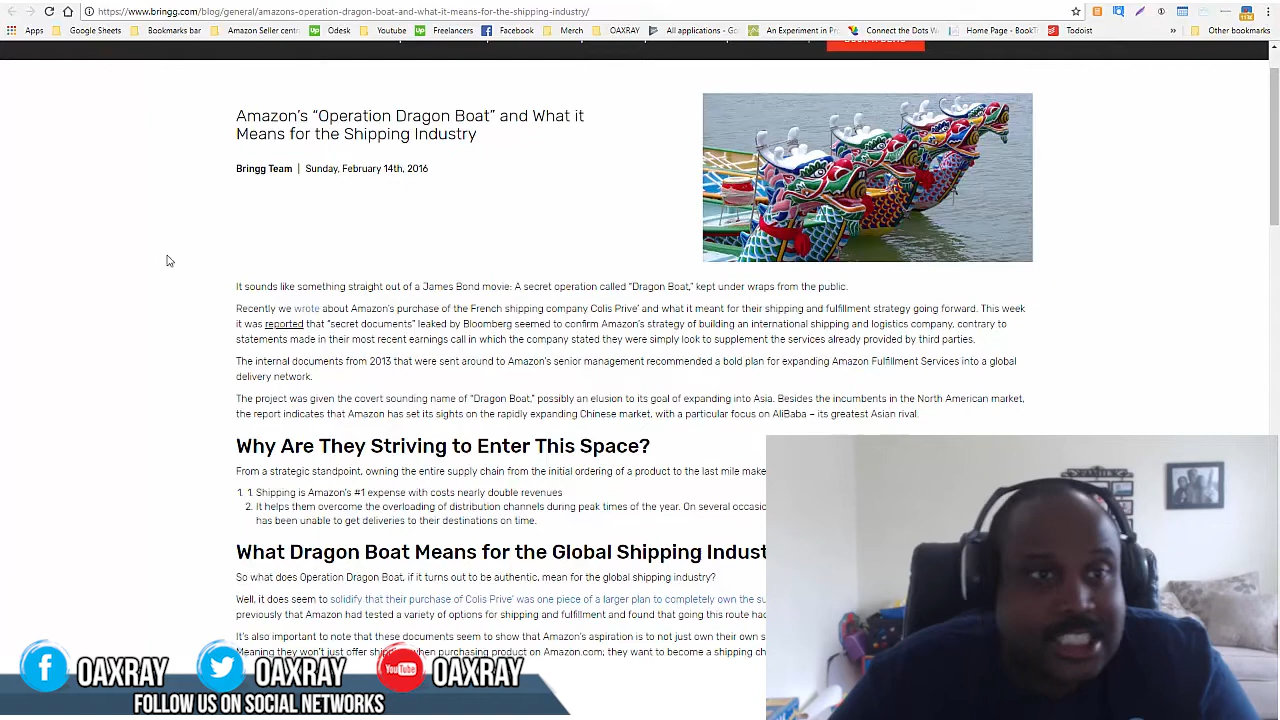 https://www.bringg.com/blog/general/amazons-operation-dragon-boat-and-what-it-means-for-the-shipping-industry/
Apps Google Sheets Bookmarks bar Amazon Seller centr Odesk Youtube Freelancers Facebook Merch OAXRAY All applications - Go An Experiment in Pro Connect the Dots W Home Page - BookT Todoist » Other bookmarks
Amazon's “Operation Dragon Boat” and What it
Means for the Shipping Industry
Bringg Team | Sunday, February 14th, 2016
It sounds like something straight out of a James Bond movie: A secret operation called “Dragon Boat,” kept under wraps from the public.
Recently we wrote about Amazon's purchase of the French shipping company Colis Prive' and what it meant for their shipping and fulfillment strategy going forward. This week
it was reported that “secret documents” leaked by Bloomberg seemed to confirm Amazon's strategy of building an international shipping and logistics company, contrary to
statements made in their most recent earnings call in which the company stated they were simply look to supplement the services already provided by third parties.
The internal documents from 2013 that were sent around to Amazon's senior management recommended a bold plan for expanding Amazon Fulfillment Services into a global
delivery network.
The project was given the covert sounding name of “Dragon Boat,” possibly an elusion to its goal of expanding into Asia. Besides the incumbents in the North American market,
the report indicates that Amazon has set its sights on the rapidly expanding Chinese market, with a particular focus on AliBaba – its greatest Asian rival.
Why Are They Striving to Enter This Space?
From a strategic standpoint, owning the entire supply chain from the initial ordering of a product to the last mile make
1. 1. Shipping is Amazon's #1 expense with costs nearly double revenues
2. It helps them overcome the overloading of distribution channels during peak times of the year. On several occasio
has been unable to get deliveries to their destinations on time.
What Dragon Boat Means for the Global Shipping Indust
So what does Operation Dragon Boat, if it turns out to be authentic, mean for the global shipping industry?
Well, it does seem to solidify that their purchase of Colis Prive' was one piece of a larger plan to completely own the su
previously that Amazon had tested a variety of options for shipping and fulfillment and found that going this route had
It's also important to note that these documents seem to show that Amazon's aspiration is to not just own their own s
Meaning they won't just offer when purchasing product on Amazon.com; they want to become a shipping ch
OAXRAY OAXRAY YouTube OAXRAY
FOLLOW US ON SOCIAL NETWORKS